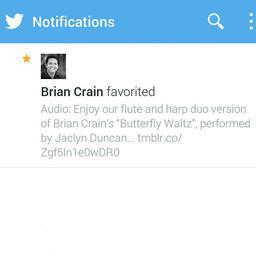 Notifications
Brian Crain favorited
Audio: Enjoy our flute and harp duo version
of Brian Crain's "Butterfly Waltz", performed
by Jaclyn Duncan... tmblr.co/
Zgf5In1e0wDR0